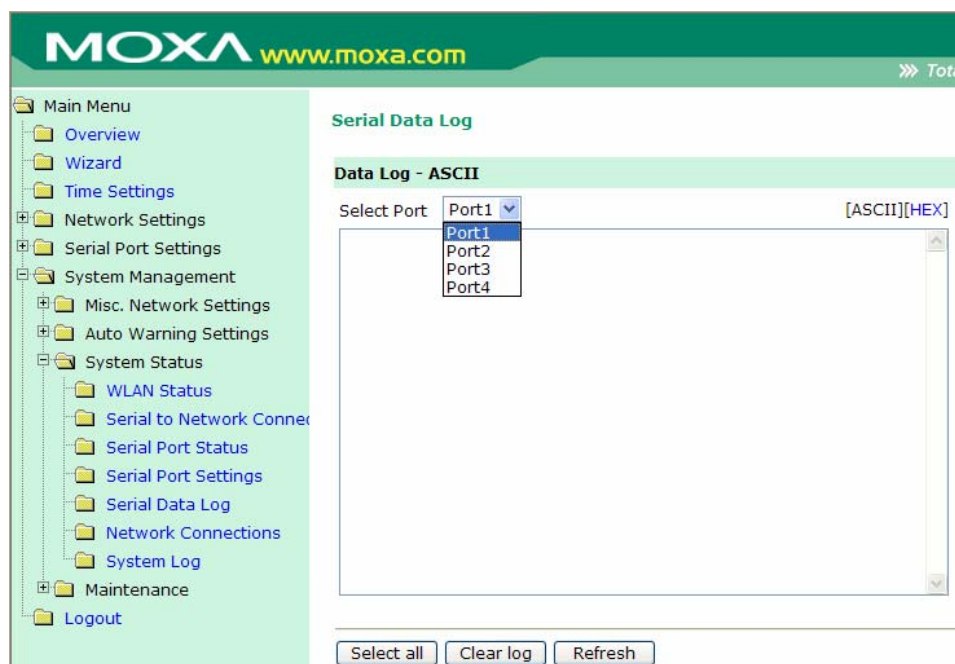 MOXA www.moxa.com
Main Menu
Overview
Wizard
Time Settings
Network Settings
Serial Port Settings
System Management
Misc. Network Settings
Auto Warning Settings
System Status
WLAN Status
Serial to Network
Serial Port Status
Serial Port Settings
Serial Data Log
Network Connections
System Log
Maintenance
Logout
Serial Data Log
Data Log - ASCII
Select Port Port1 [ASCII][HEX]
Port1
Port2
Port3
Port4
Select all Clear log Refresh